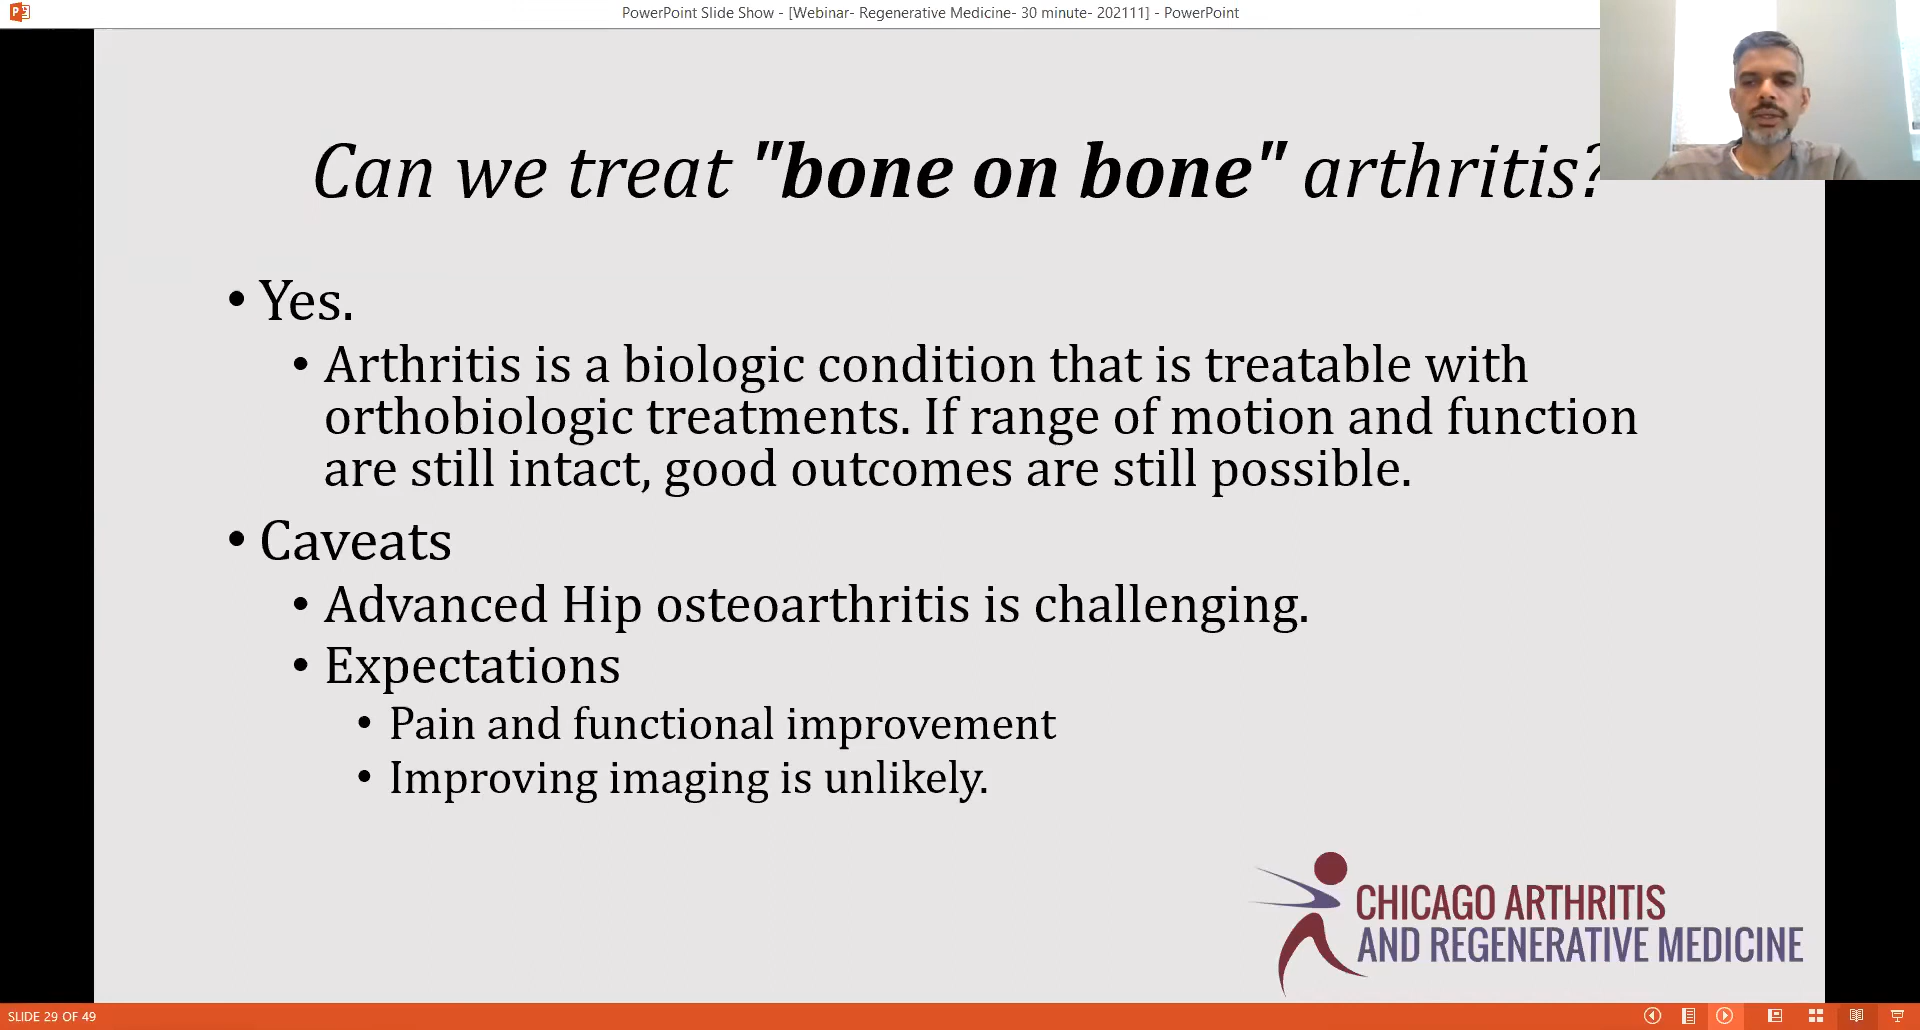 PowerPoint Slide Show - [Webinar- Regenerative Medicine- 30 minute- 202111] - PowerPoint
Can we treat "bone on bone" arthritis?
• Yes.
• Arthritis is a biologic condition that is treatable with
orthobiologic treatments. If range of motion and function
are still intact, good outcomes are still possible.
• Caveats
• Advanced Hip osteoarthritis is challenging.
• Expectations
• Pain and functional improvement
• Improving imaging is unlikely.
CHICAGO ARTHRITIS
AND REGENERATIVE MEDICINE
SLIDE 29 OF 49